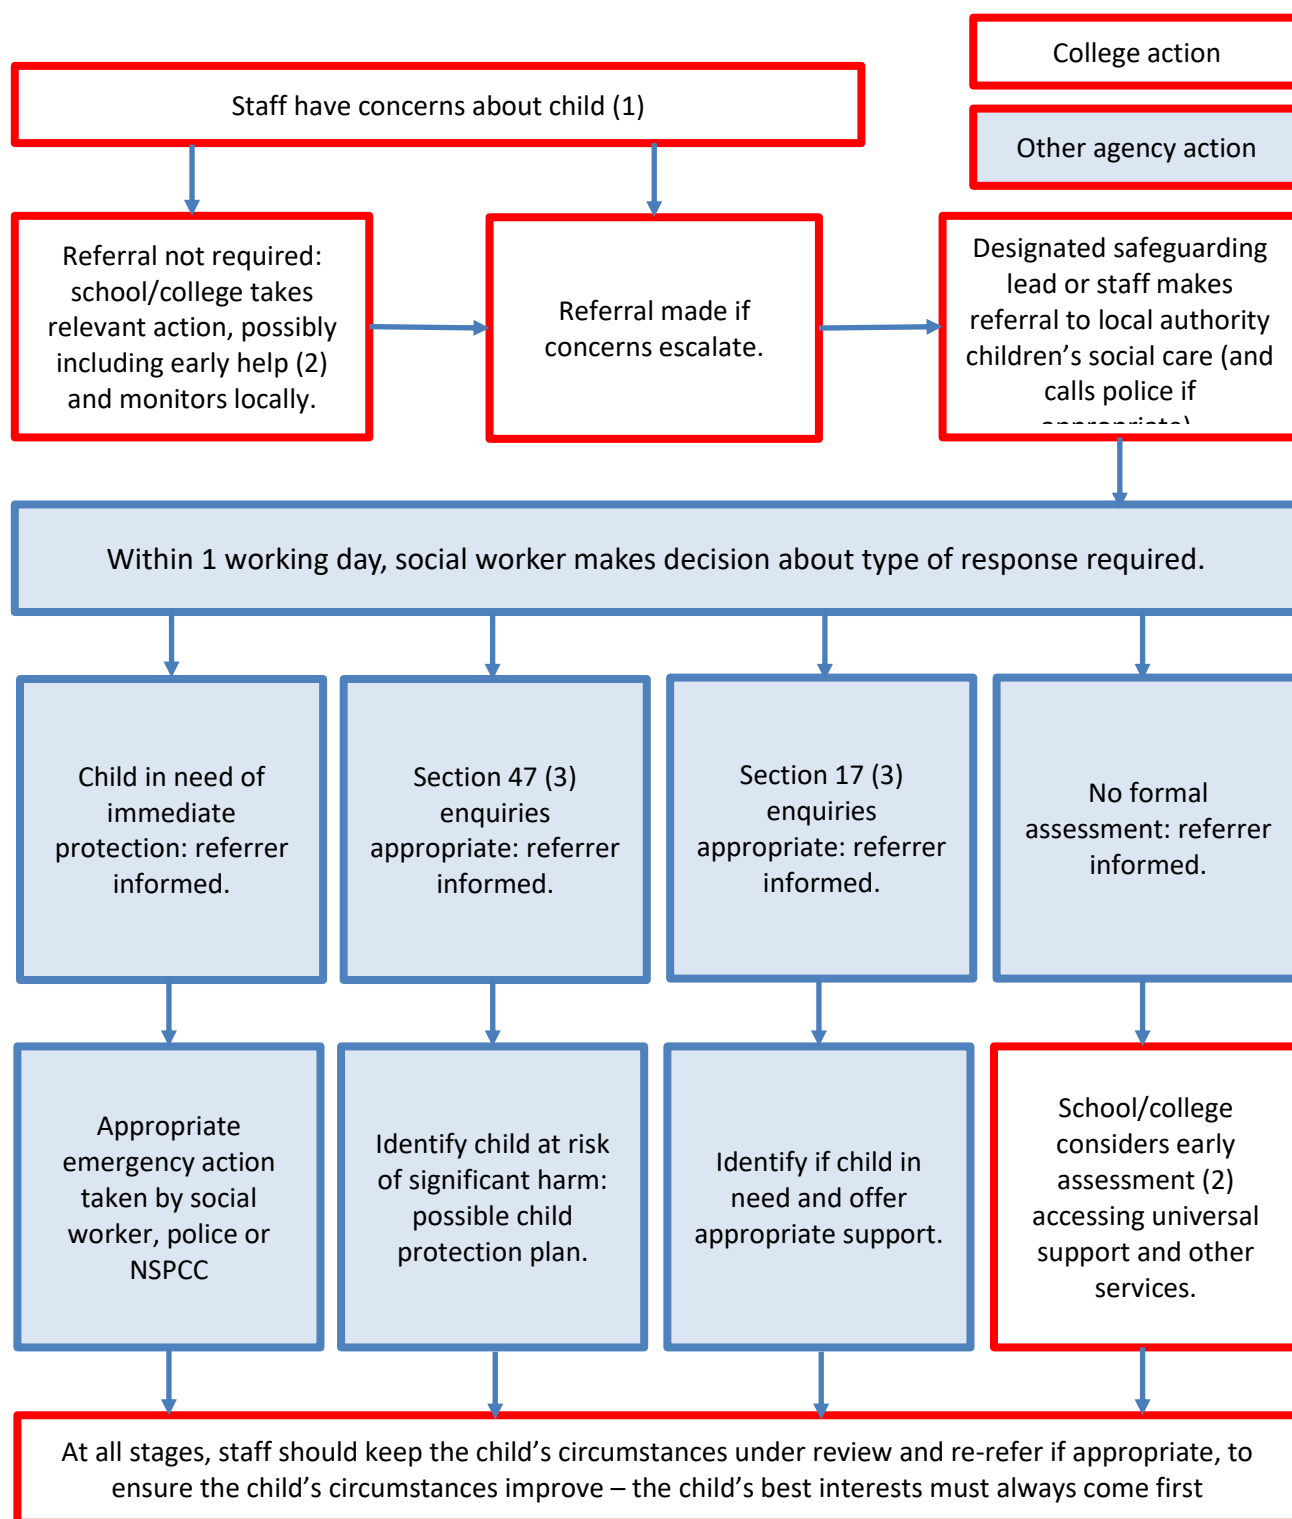 College action
Staff have concerns about child (1)
Other agency action
Referral not required:
school/college takes
relevant action, possibly
including early help (2)
and monitors locally.
Referral made if
concerns escalate.
Designated safeguarding
lead or staff makes
referral to local authority
children’s social care (and
calls police if
appropriate)
Within 1 working day, social worker makes decision about type of response required.
Child in need of
immediate
protection: referrer
informed.
Section 47 (3)
enquiries
appropriate: referrer
informed.
Section 17 (3)
enquiries
appropriate: referrer
informed.
No formal
assessment: referrer
informed.
Appropriate
emergency action
taken by social
worker, police or
NSPCC
Identify child at risk
of significant harm:
possible child
protection plan.
Identify if child in
need and offer
appropriate support.
School/college
considers early
assessment (2)
accessing universal
support and other
services.
At all stages, staff should keep the child’s circumstances under review and re-refer if appropriate, to
ensure the child’s circumstances improve – the child’s best interests must always come first